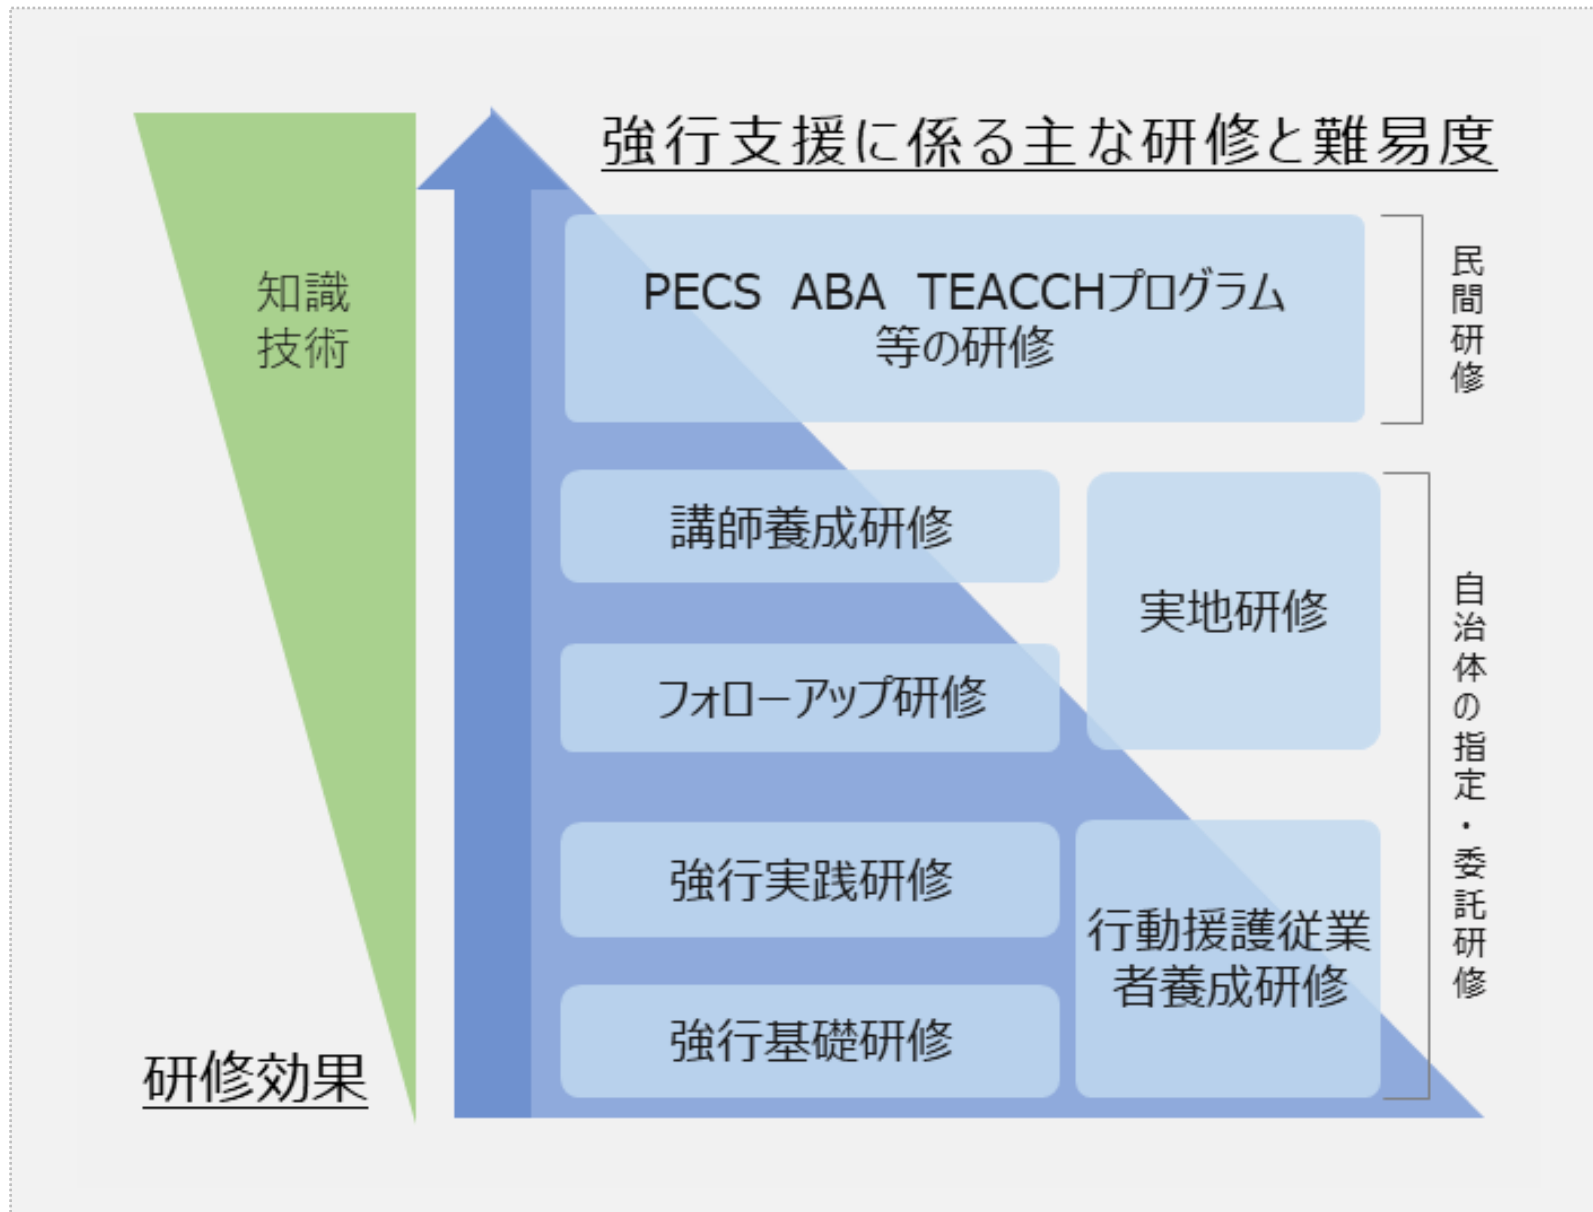 強行支援に係る主な研修と難易度
知識
技術
PECS ABA TEACCHプログラム
等の研修
民間研修
講師養成研修
実地研修
フォローアップ研修
強行実践研修
行動援護従業
者養成研修
強行基礎研修
自治体の指定・委託研修
研修効果